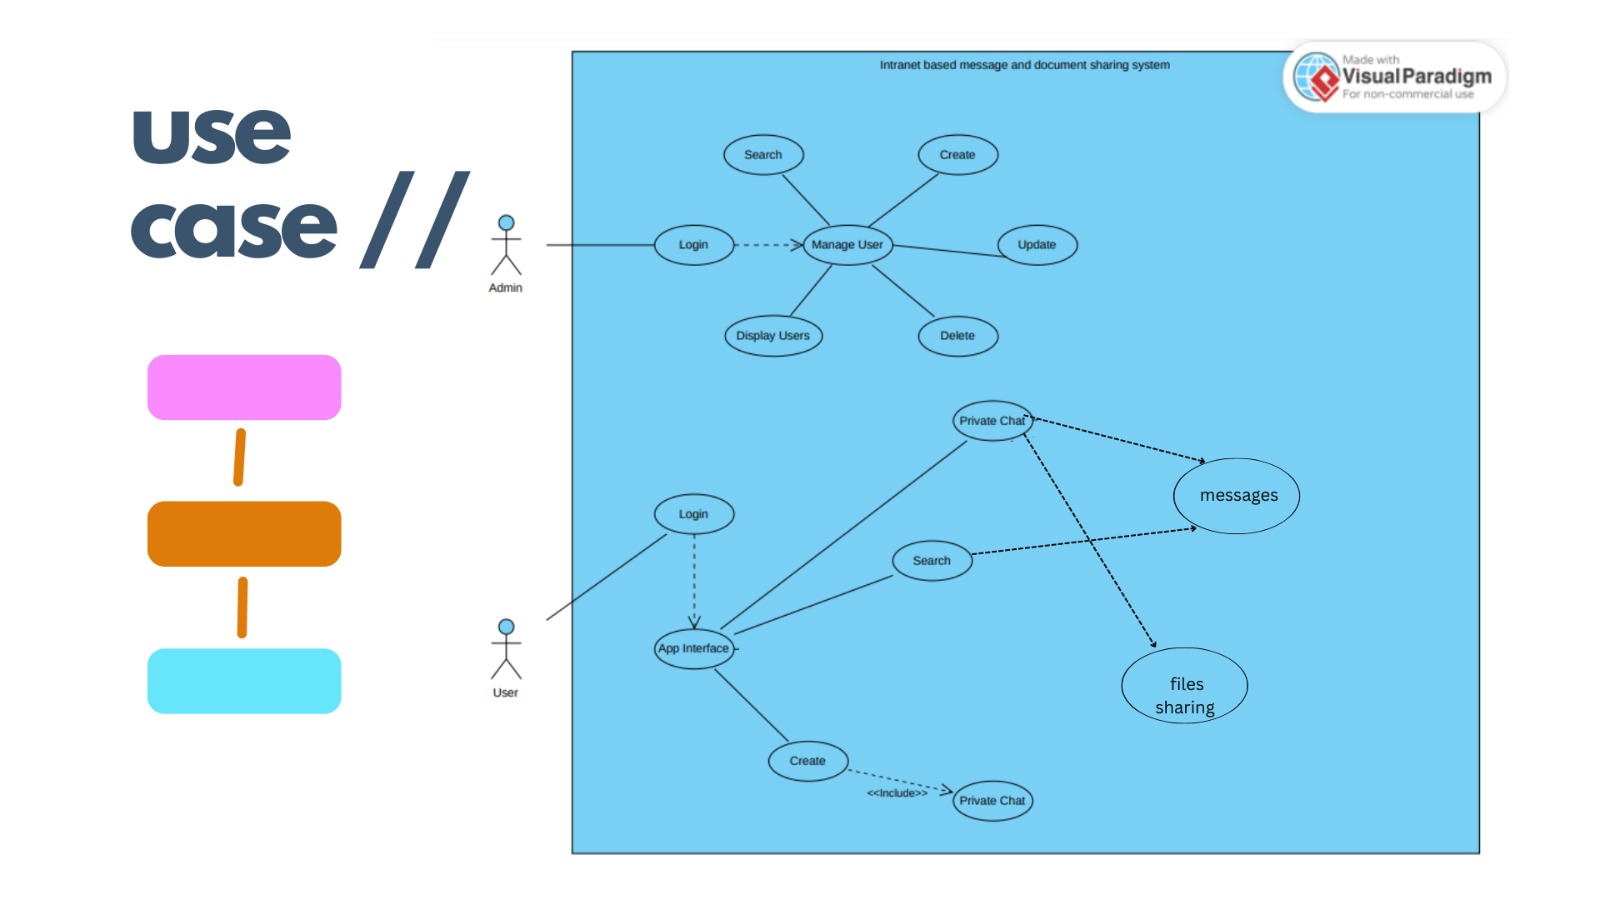 use
case //
Intranet based message and document sharing system
Made with
Visual Paradigm
For non-commercial use
Search
Create
Login
Manage User
Update
Admin
Display Users
Delete
Private Chat
messages
Login
Search
App Interface
User
files
sharing
Create
<<Include>>
Private Chat